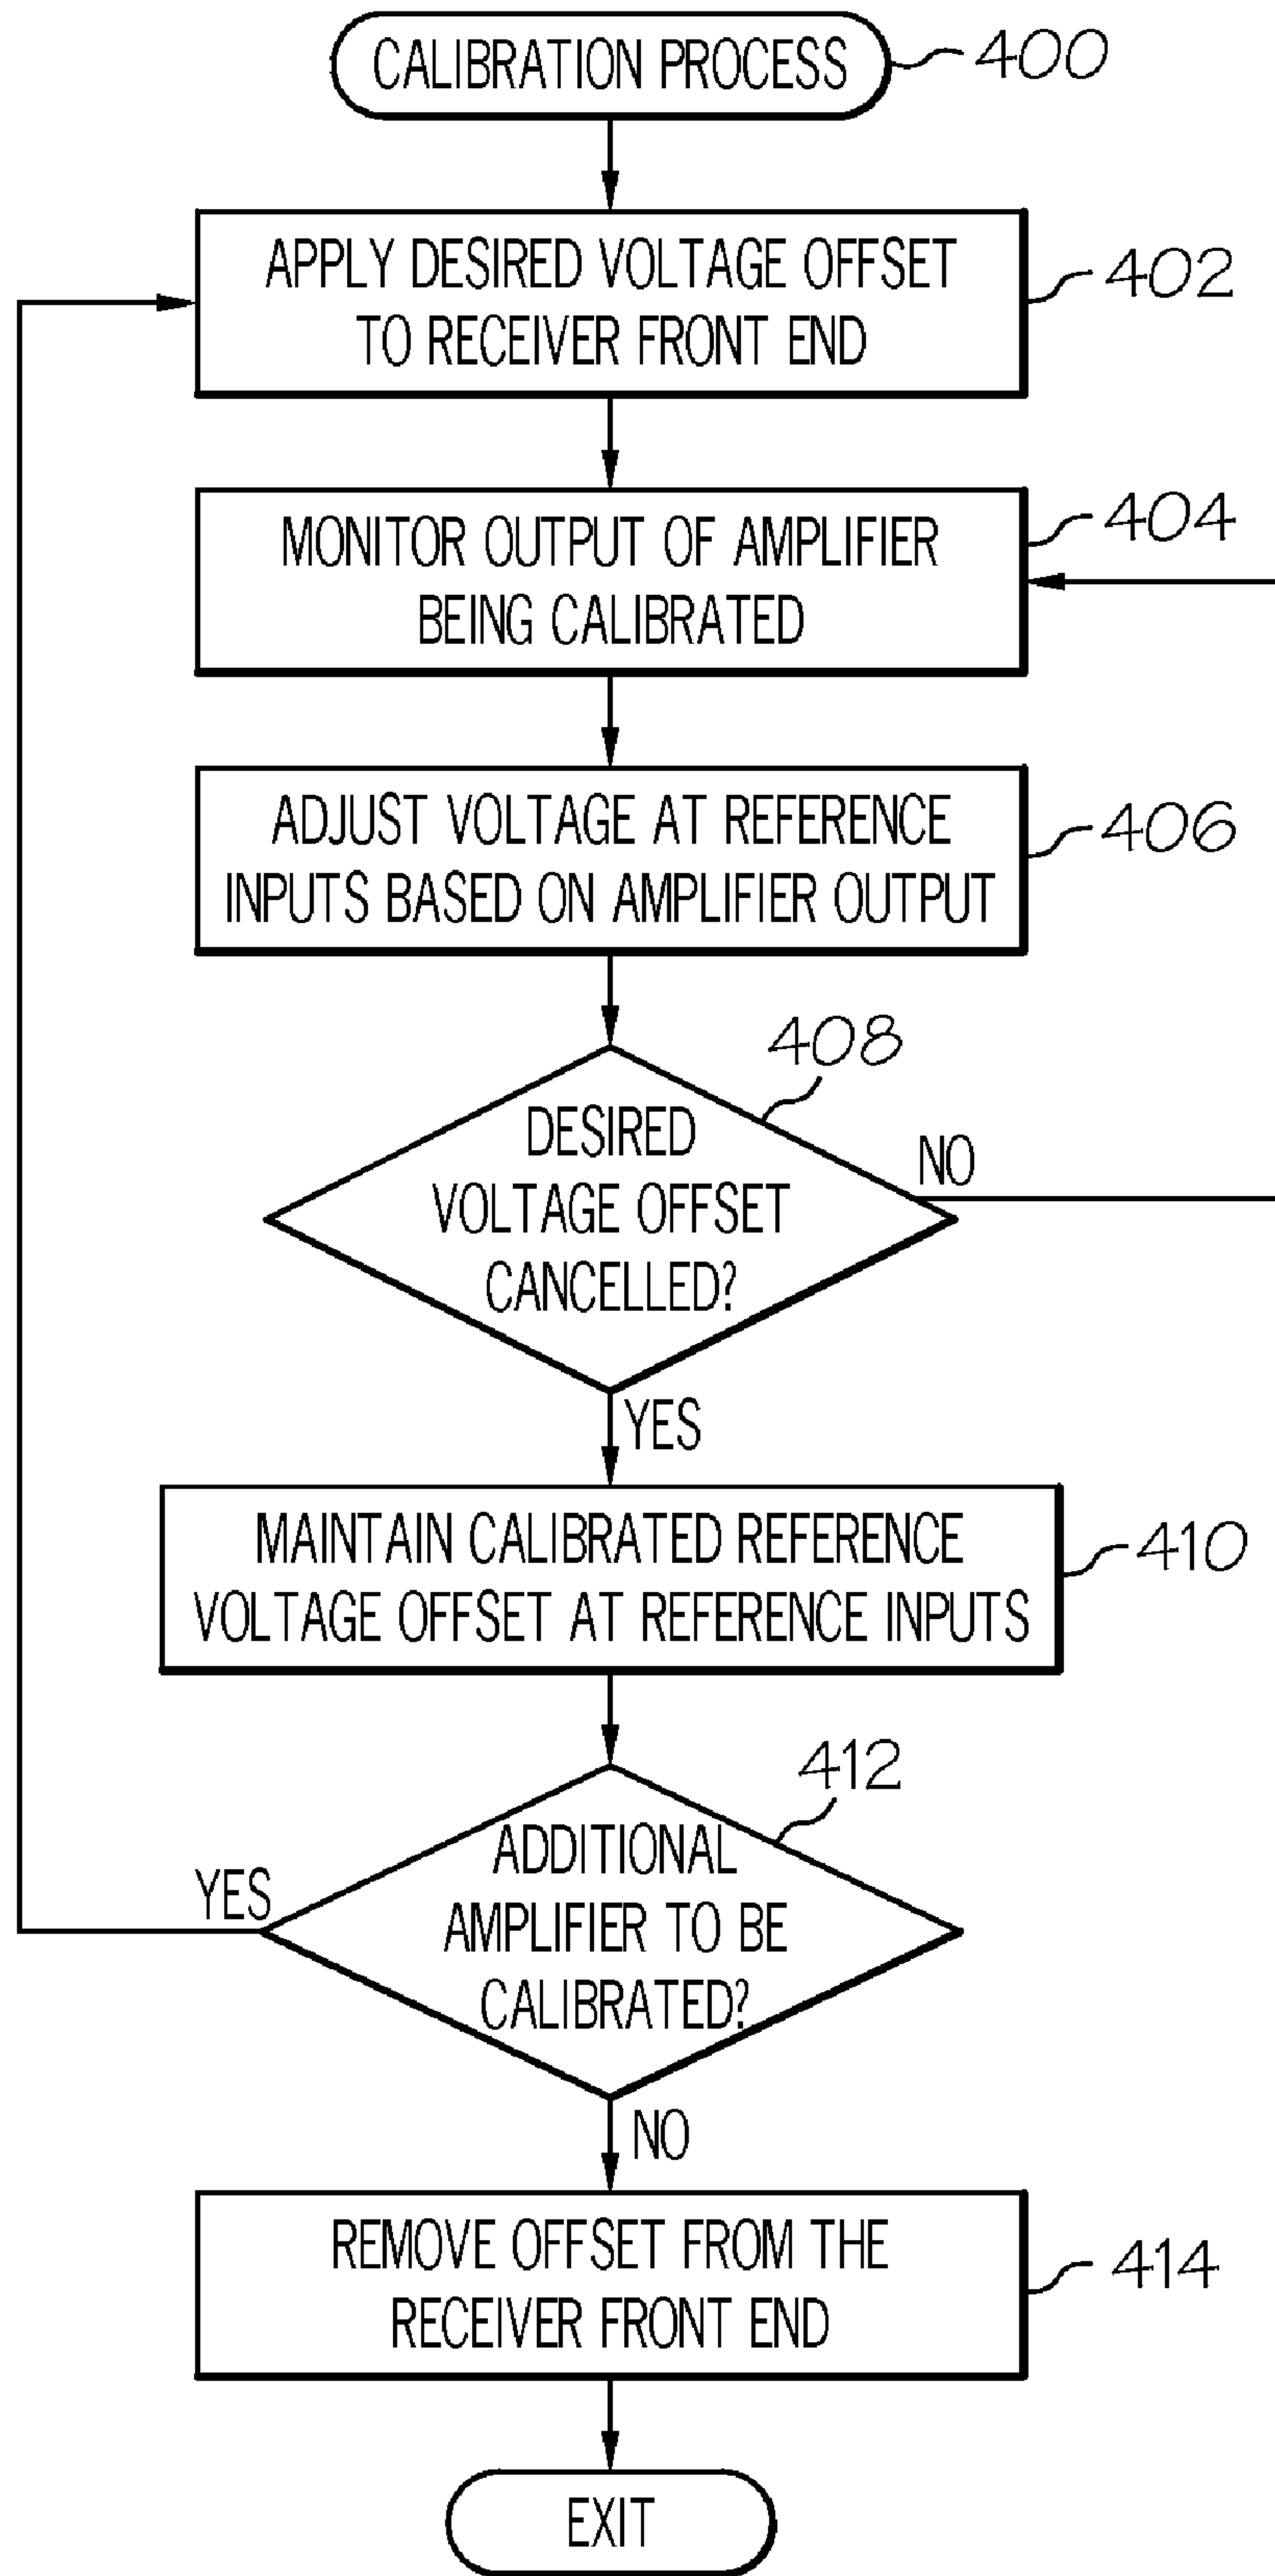 CALIBRATION PROCESS
400
APPLY DESIRED VOLTAGE OFFSET
TO RECEIVER FRONT END
402
MONITOR OUTPUT OF AMPLIFIER
BEING CALIBRATED
404
ADJUST VOLTAGE AT REFERENCE
INPUTS BASED ON AMPLIFIER OUTPUT
406
408
DESIRED
VOLTAGE OFFSET
CANCELLED?
NO
YES
MAINTAIN CALIBRATED REFERENCE
VOLTAGE OFFSET AT REFERENCE INPUTS
410
412
ADDITIONAL
AMPLIFIER TO BE
CALIBRATED?
YES
NO
REMOVE OFFSET FROM THE
RECEIVER FRONT END
414
EXIT